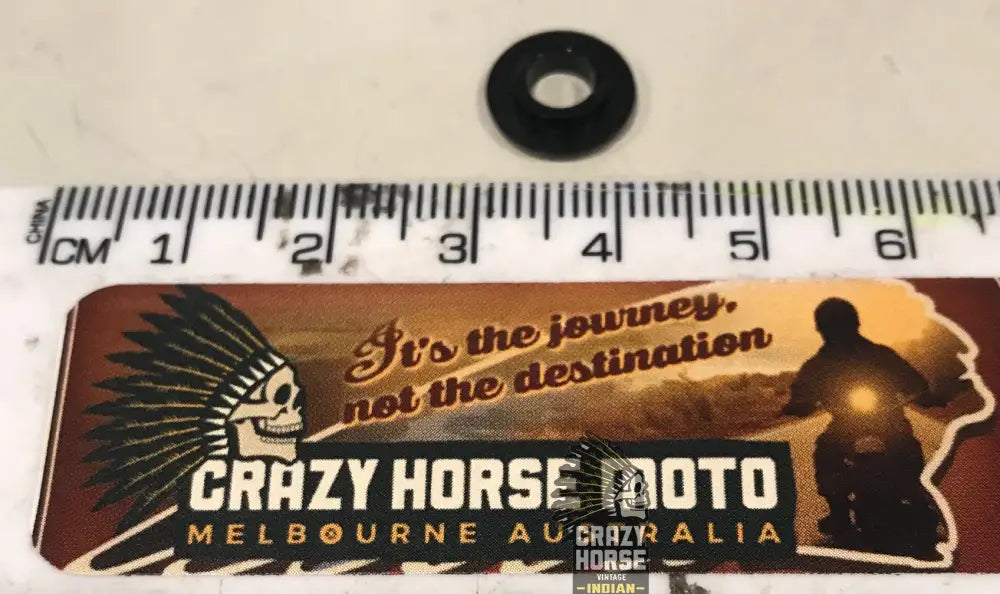 CHINA
CM 1 2 3 4 5 6
It's the journey,
not the destination
CRAZY HORSE MOTO
MELBOURNE AUSTRALIA
CRAZY
HORSE
VINTAGE
-INDIAN-